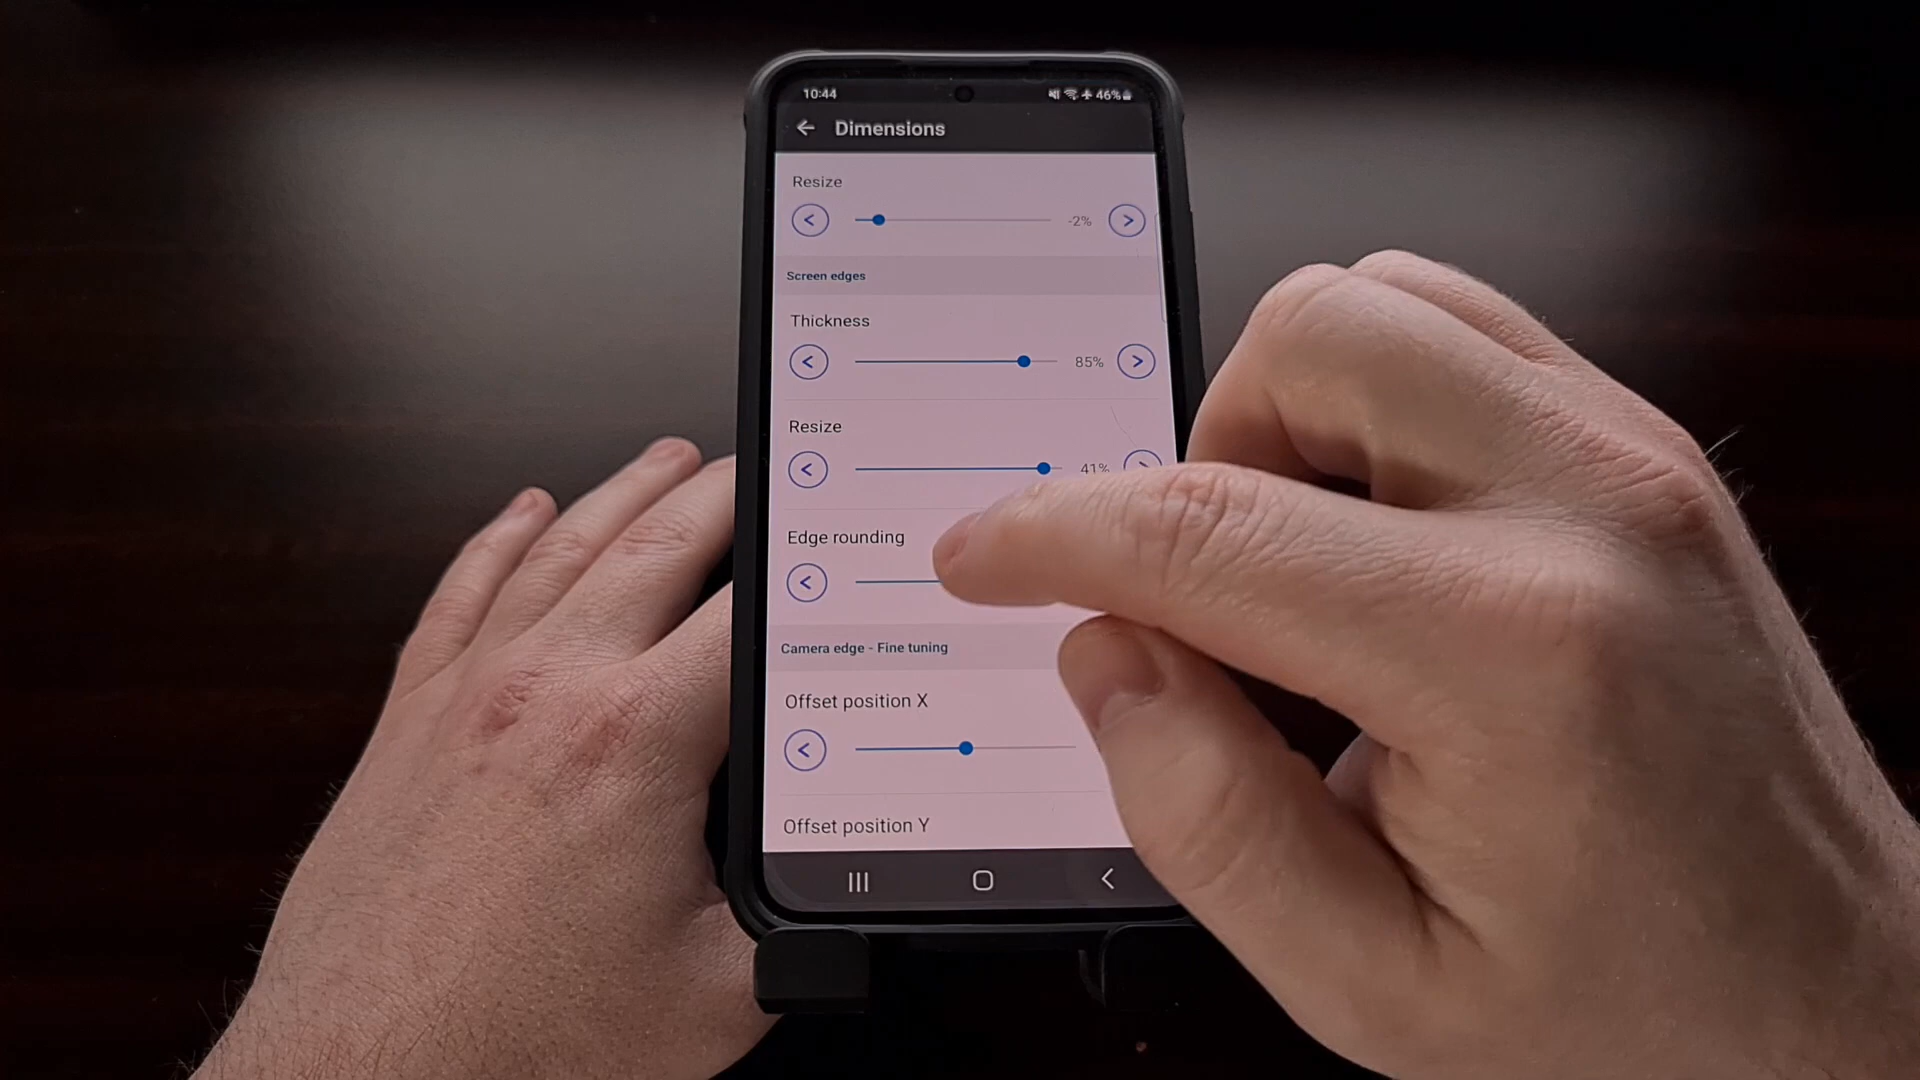 10:44
46%
Dimensions
Resize
-2%
Screen edges
Thickness
85%
Resize
41%
Edge rounding
Camera edge - Fine tuning
Offset position X
Offset position Y